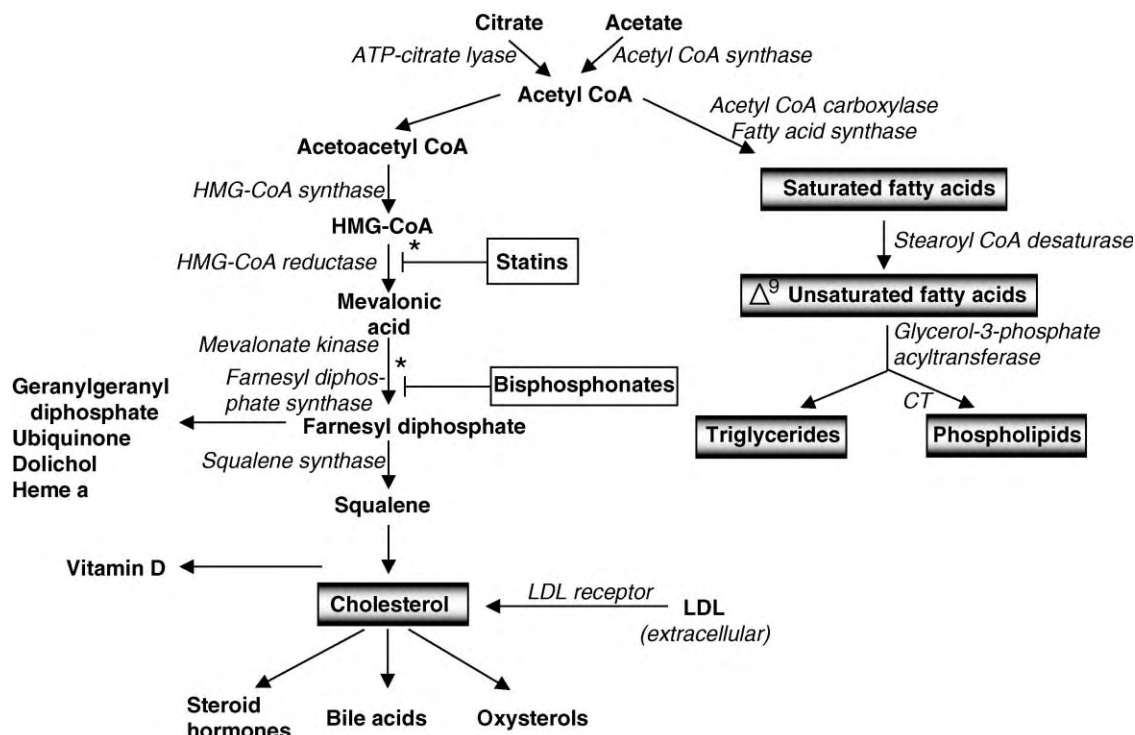 Citrate
Acetate
ATP-citrate lyase
Acetyl CoA synthase
Acetyl CoA
Acetyl CoA carboxylase
Fatty acid synthase
Acetoacetyl CoA
HMG-CoA synthase
Saturated fatty acids
HMG-CoA
Stearoyl CoA desaturase
*
HMG-CoA reductase
Statins
Δ⁹ Unsaturated fatty acids
Mevalonic
acid
Mevalonate kinase
Glycerol-3-phosphate
acyltransferase
*
Farnesyl diphos-
phate synthase
Bisphosphonates
Geranylgeranyl
diphosphate
Ubiquinone
Dolichol
Heme a
Farnesyl diphosphate
CT
Triglycerides
Phospholipids
Squalene synthase
Squalene
Vitamin D
Cholesterol
LDL receptor
LDL
(extracellular)
Steroid
hormones
Bile acids
Oxysterols